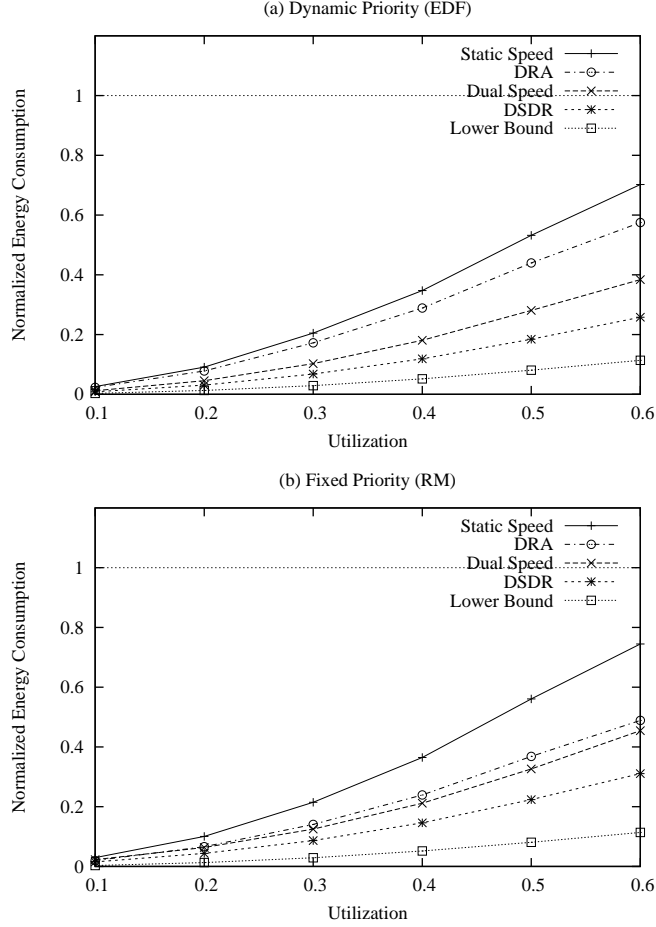 (a) Dynamic Priority (EDF)
Static Speed
DRA
Dual Speed
DSDR
Lower Bound
1
0.8
0.6
0.4
0.2
0
Normalized Energy Consumption
0.1 0.2 0.3 0.4 0.5 0.6
Utilization
(b) Fixed Priority (RM)
Static Speed
DRA
Dual Speed
DSDR
Lower Bound
1
0.8
0.6
0.4
0.2
0
Normalized Energy Consumption
0.1 0.2 0.3 0.4 0.5 0.6
Utilization